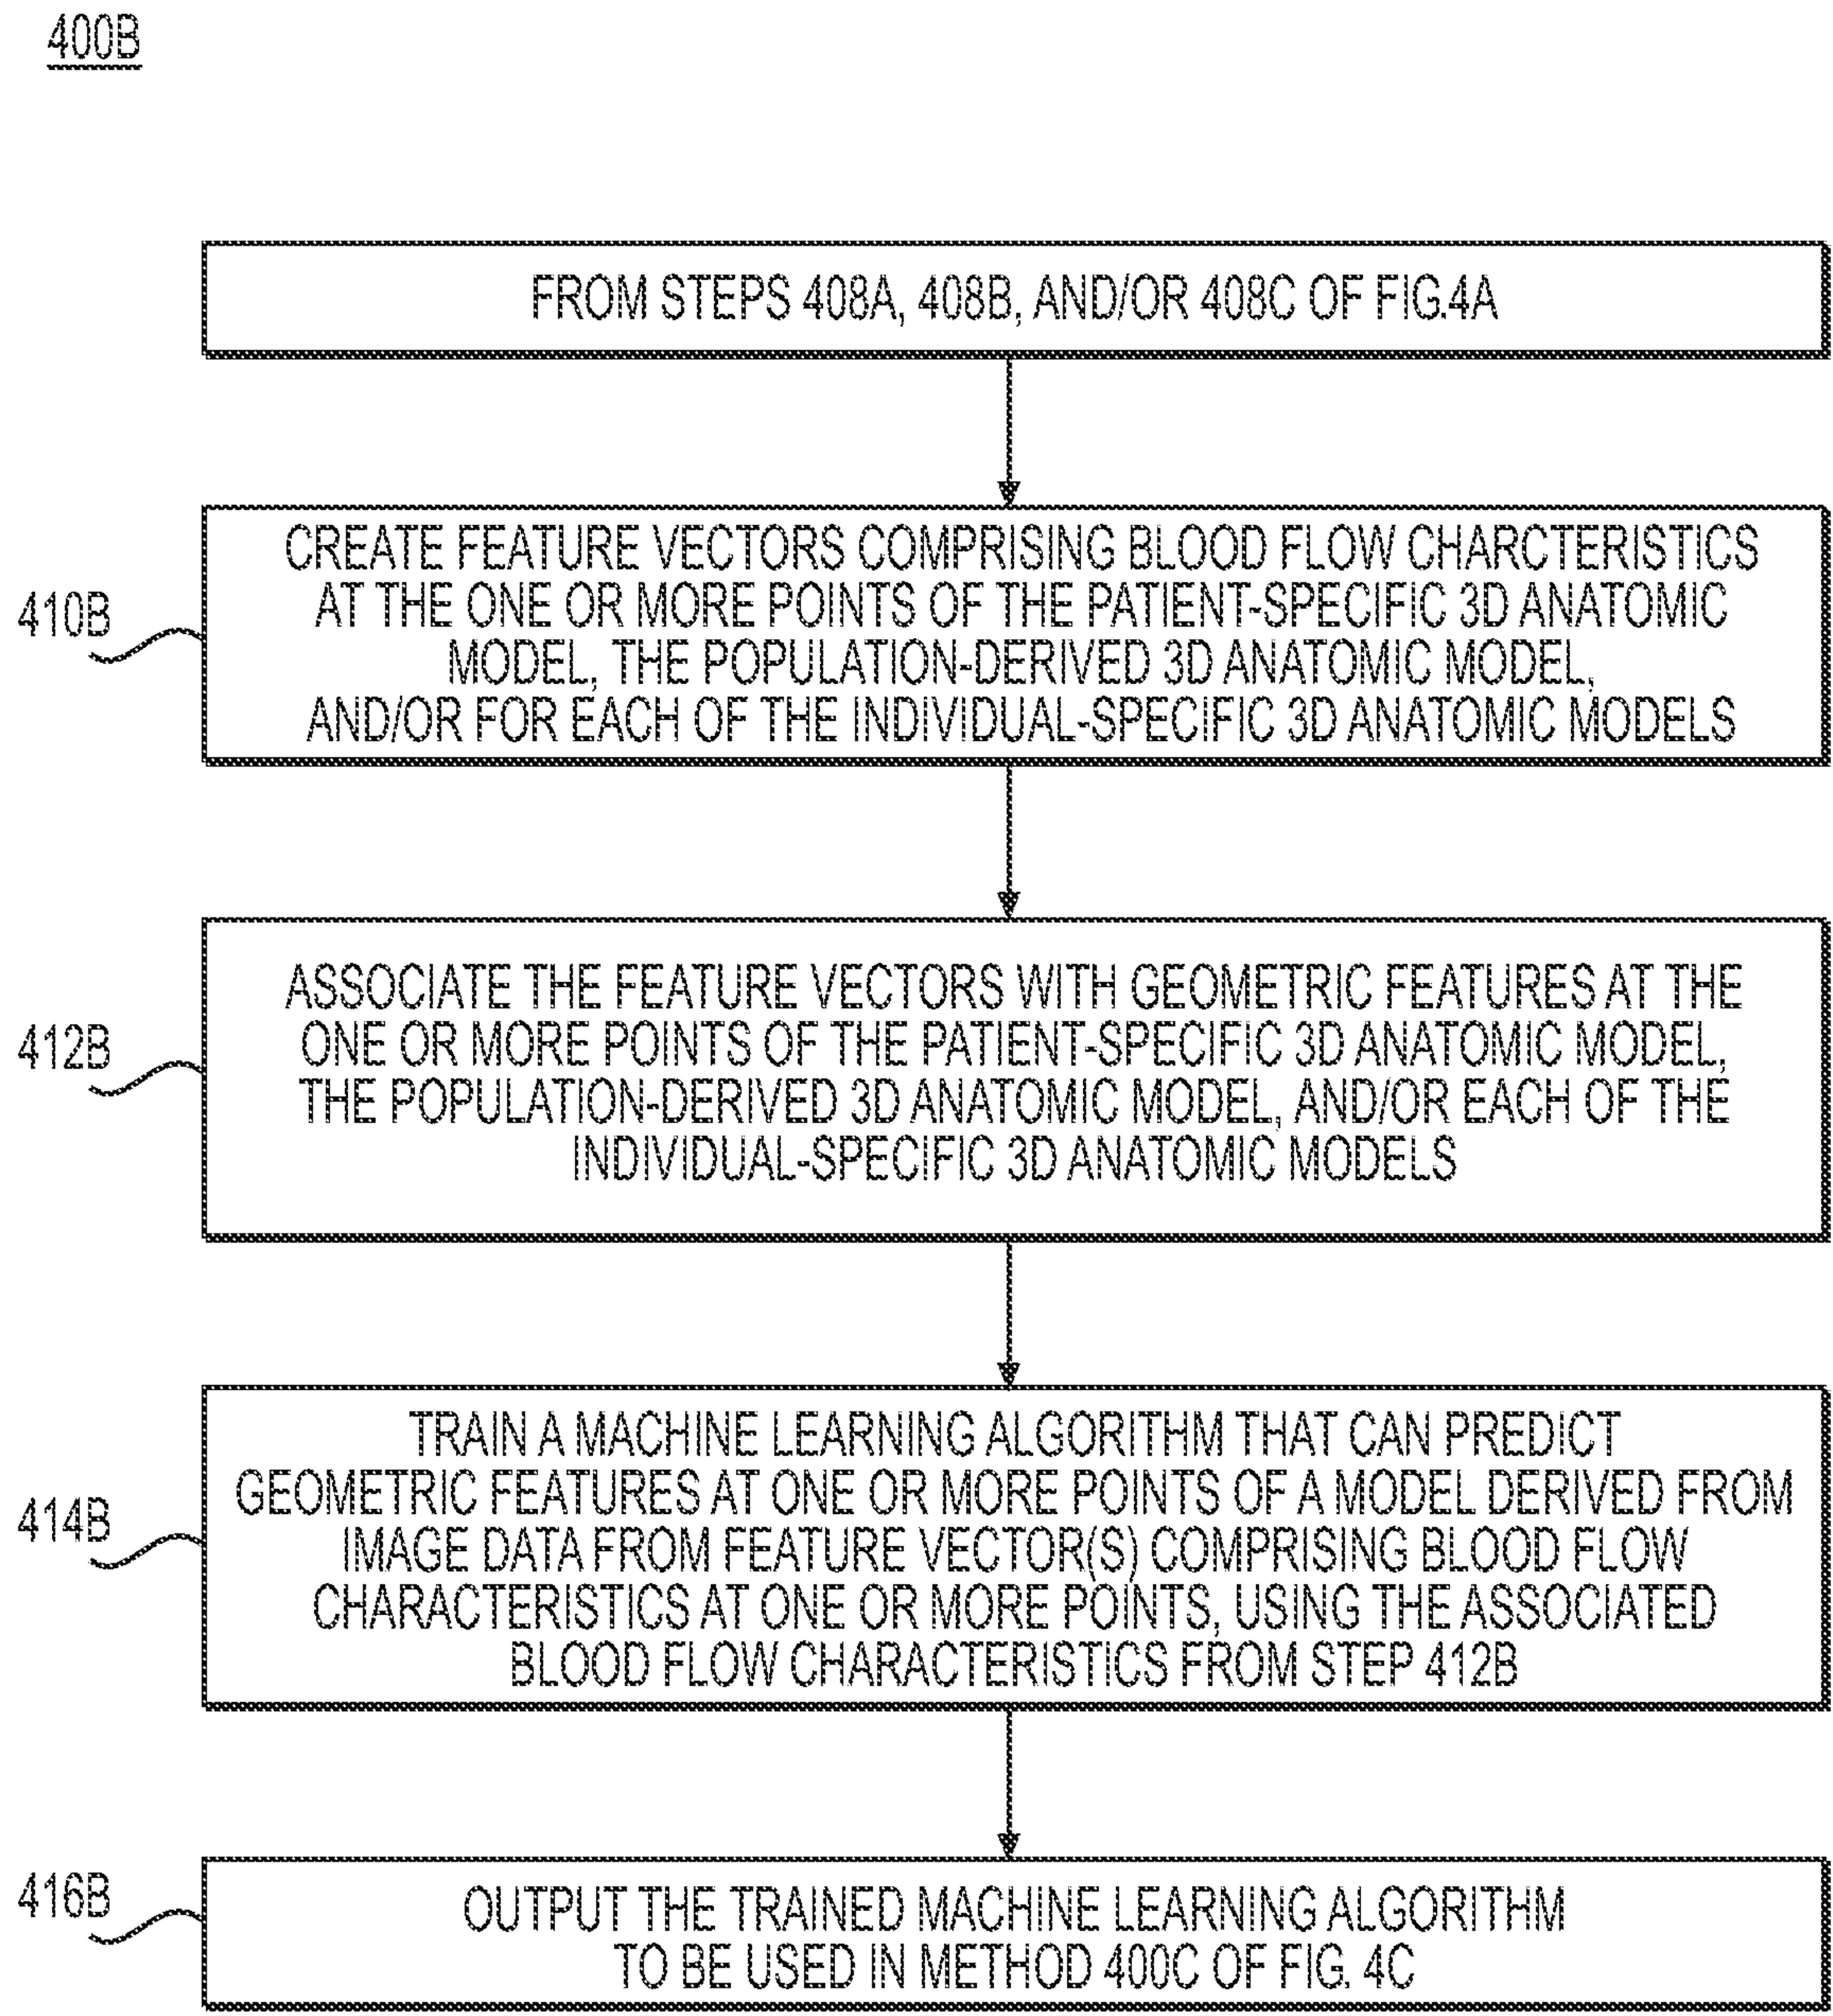 400B
FROM STEPS 408A, 408B, AND/OR 408C OF FIG.4A
410B
CREATE FEATURE VECTORS COMPRISING BLOOD FLOW CHARCTERISTICS
AT THE ONE OR MORE POINTS OF THE PATIENT-SPECIFIC 3D ANATOMIC
MODEL, THE POPULATION-DERIVED 3D ANATOMIC MODEL,
AND/OR FOR EACH OF THE INDIVIDUAL-SPECIFIC 3D ANATOMIC MODELS
412B
ASSOCIATE THE FEATURE VECTORS WITH GEOMETRIC FEATURES AT THE
ONE OR MORE POINTS OF THE PATIENT-SPECIFIC 3D ANATOMIC MODEL,
THE POPULATION-DERIVED 3D ANATOMIC MODEL, AND/OR EACH OF THE
INDIVIDUAL-SPECIFIC 3D ANATOMIC MODELS
414B
TRAIN A MACHINE LEARNING ALGORITHM THAT CAN PREDICT
GEOMETRIC FEATURES AT ONE OR MORE POINTS OF A MODEL DERIVED FROM
IMAGE DATA FROM FEATURE VECTOR(S) COMPRISING BLOOD FLOW
CHARACTERISTICS AT ONE OR MORE POINTS, USING THE ASSOCIATED
BLOOD FLOW CHARACTERISTICS FROM STEP 412B
416B
OUTPUT THE TRAINED MACHINE LEARNING ALGORITHM
TO BE USED IN METHOD 400C OF FIG. 4C